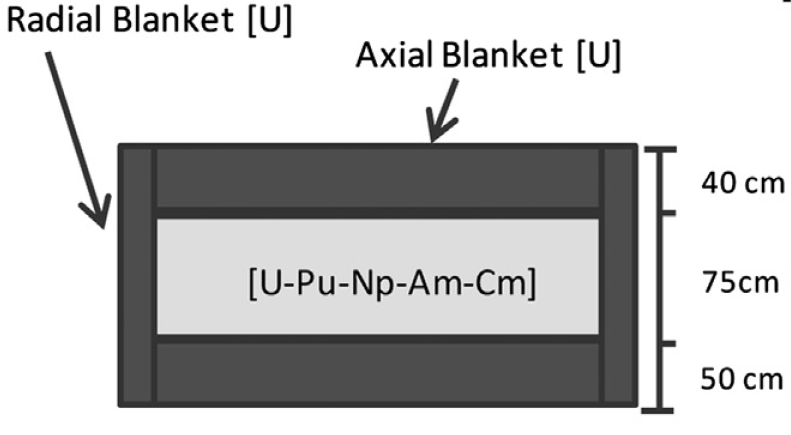 Radial Blanket [U]
Axial Blanket [U]
40 cm
[U-Pu-Np-Am-Cm]
75cm
50 cm